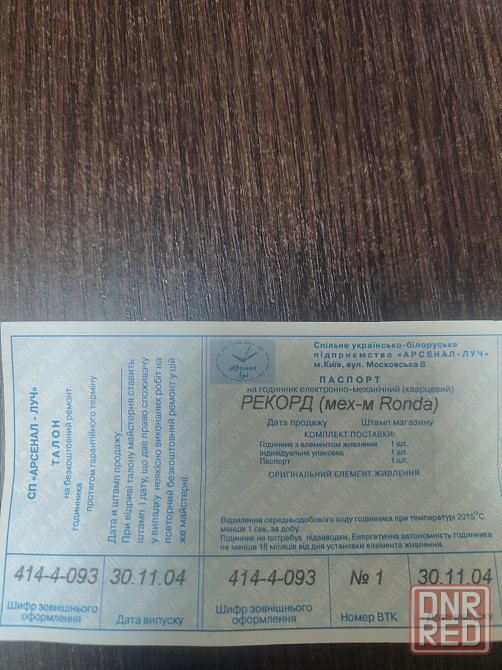 СП «АРСЕНАЛ - ЛУЧ»
ТАЛОН
на безкоштовний ремонт
годинника
протягом гарантійного терміну
Дата и штамп продажу
При відриві талону майстерня ставить
штамп і дату, що дає право споживачу
у випадку неякісно виконаних робіт на
повторний безкоштовний ремонт у цій
же майстерні.
414-4-093
30.11.04
Шифр зовнішнього
оформлення
Дата випуску
Арсенал
Луч
Спільне українсько-білоруське
підприємство «АРСЕНАЛ-ЛУЧ»
м.Київ, вул. Московська 8
ПАСПОРТ
на годинник електронно-механічний (кварцевий)
РЕКОРД (мех-м Ronda)
Дата продажу Штамп магазину
КОМПЛЕКТ ПОСТАВКИ:
Годинник з елементом живлення 1 шт.
Індивідуальна упаковка 1 шт.
Паспорт 1 шт.
ОРИГІНАЛЬНИЙ ЕЛЕМЕНТ ЖИВЛЕННЯ
Відхилення середньодобового ходу годинника при температурі 20±5°С
менше 1 сек, за добу.
Годинник не потребує підзаводки, Енергетична автономність годинника
не менше 18 місяців від дня установки елемента живлення.
414-4-093
№ 1
30.11.04
Шифр зовнішнього
оформлення
Номер ВТК
DNR
RED